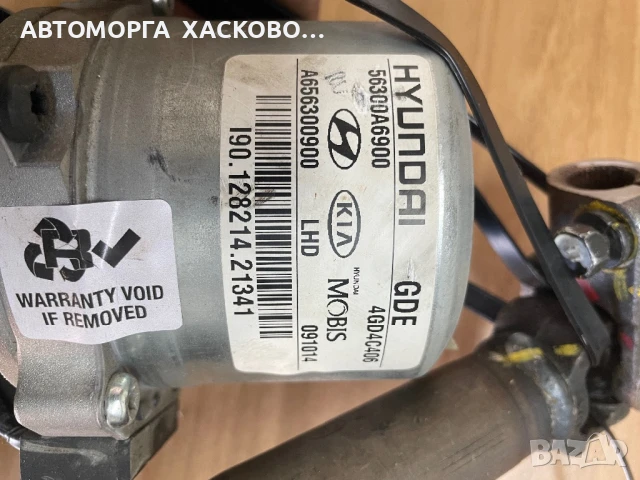 АВТОМОРГА ХАСКОВО...
HYUNDAI GDE
56300A6900 4GD4C406
KIA HYUNDAI MOBIS
A656300900 LHD 091014
I90.128214.21341
WARRANTY VOID
IF REMOVED
bazar